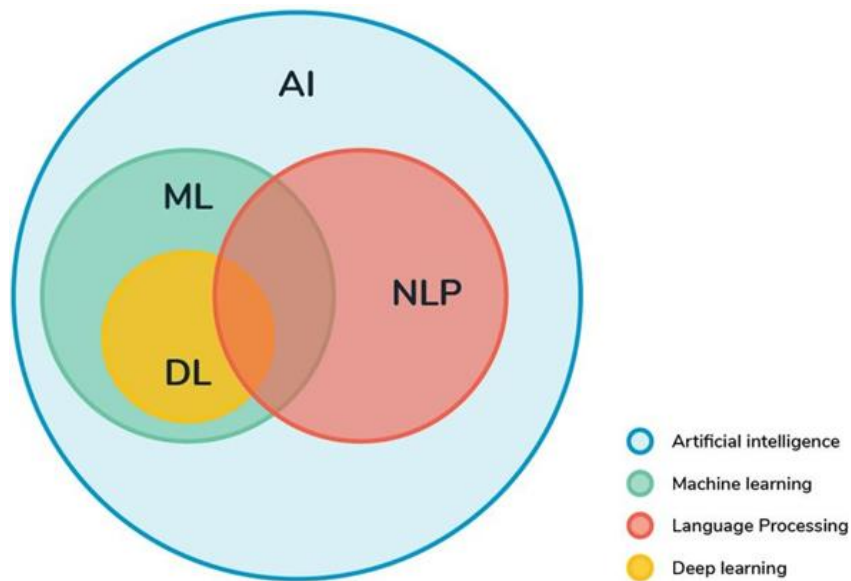 AI
ML
NLP
DL
Artificial intelligence
Machine learning
Language Processing
Deep learning